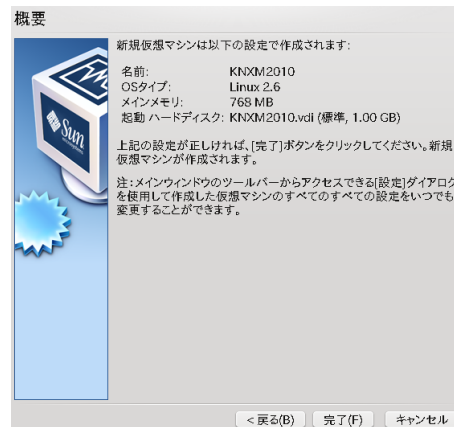 概要
新規仮想マシンは以下の設定で作成されます:
名前: KNXM2010
OSタイプ: Linux 2.6
メインメモリ: 768 MB
起動 ハードディスク: KNXM2010.vdi (標準, 1.00 GB)
上記の設定が正しければ、[完了]ボタンをクリックしてください。新規
仮想マシンが作成されます。
注:メインウィンドウのツールバーからアクセスできる[設定]ダイアログ
を使用して作成した仮想マシンのすべてのすべての設定をいつでも
変更することができます。
Sun
< 戻る(B)
完了(F)
キャンセル